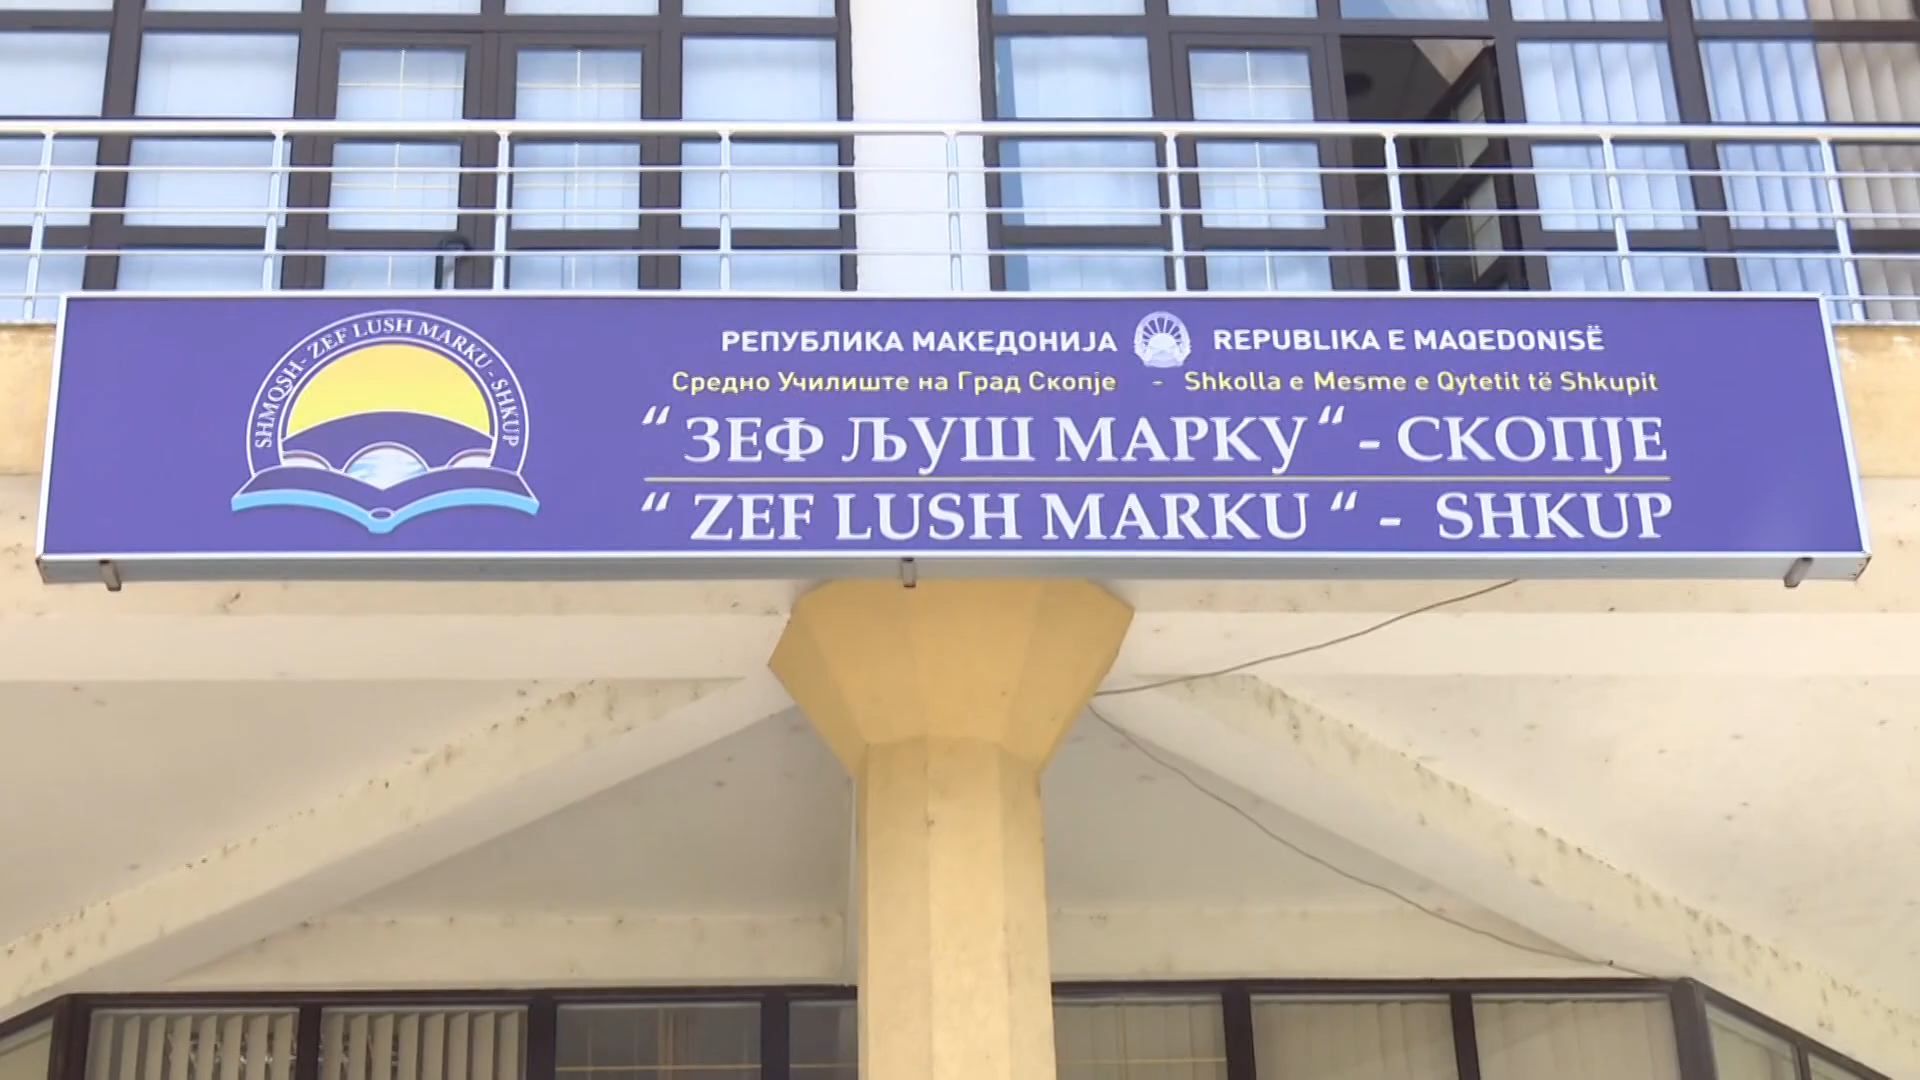 SHMQSH - ZEF LUSH MARKU - SHKUP
РЕПУБЛИКА МАКЕДОНИЈА REPUBLIKA E MAQEDONISË
Средно Училиште на Град Скопје - Shkolla e Mesme e Qytetit të Shkupit
“ ЗЕФ ЉУШ МАРКУ “ - СКОПЈЕ
“ ZEF LUSH MARKU “ - SHKUP